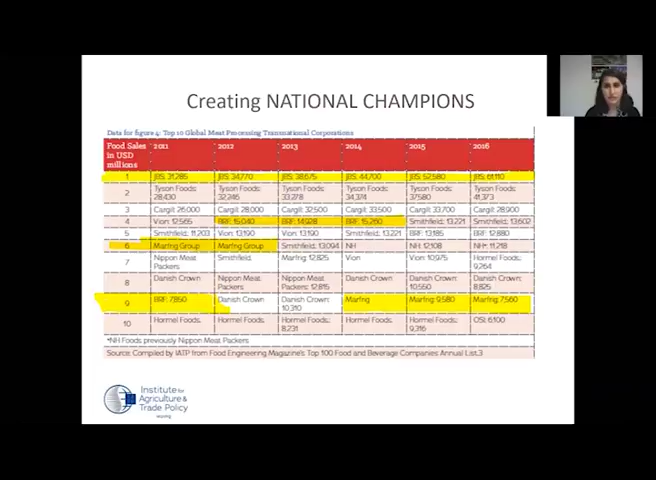 Creating NATIONAL CHAMPIONS
Data for figure 4: Top 10 Global Meat Processing Transnational Corporations
Food Sales in USD millions 2011 2012 2013 2014 2015 2016
1 JBS: 31,285 JBS: 34,770 JBS: 38,675 JBS: 44,700 JBS: 52,580 JBS: 61,110
2 Tyson Foods: 28,430 Tyson Foods: 32,246 Tyson Foods: 33,278 Tyson Foods: 34,374 Tyson Foods: 37,580 Tyson Foods: 41,373
3 Cargill: 26,000 Cargill: 28,000 Cargill: 32,500 Cargill: 33,500 Cargill: 33,700 Cargill: 28,900
4 Vion: 12,565 BRF: 15,040 BRF: 14,928 BRF: 15,260 Smithfield: 13,221 Smithfield: 13,602
5 Smithfield: 11,203 Vion: 13,190 Vion: 13,190 Smithfield: 13,221 BRF: 13,185 BRF: 12,880
6 Marfrig Group Marfrig Group Smithfield: 13,094 NH NH: 12,108 NH*: 11,218
7 Nippon Meat Packers Smithfield Marfrig: 12,825 Vion Vion: 10,975 Hormel Foods: 9,264
8 Danish Crown Nippon Meat Packers Nippon Meat Packers: 12,815 Danish Crown Danish Crown: 10,550 Danish Crown: 8,825
9 BRF: 7,850 Danish Crown Danish Crown: 10,310 Marfrig Marfrig: 9,580 Marfrig: 7,560
10 Hormel Foods. Hormel Foods: Hormel Foods: 8,231 Hormel Foods: Hormel Foods: 9,316 OSI: 6,100
*NH Foods previously Nippon Meat Packers
Source: Compiled by IATP from Food Engineering Magazine's Top 100 Food and Beverage Companies Annual List.3
Institute for
Agriculture &
Trade Policy